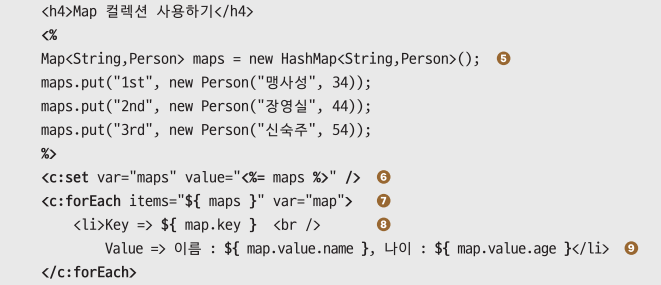 <h4>Map 컬렉션 사용하기</h4>
<%
Map<String,Person> maps = new HashMap<String,Person>(); ❺
maps.put("1st", new Person("맹사성", 34));
maps.put("2nd", new Person("장영실", 44));
maps.put("3rd", new Person("신숙주", 54));
%>
<c:set var="maps" value="<%= maps %>" /> ❻
<c:forEach items="${ maps }" var="map"> ❼
    <li>Key => ${ map.key } <br /> ❽
        Value => 이름 : ${ map.value.name }, 나이 : ${ map.value.age }</li> ❾
</c:forEach>